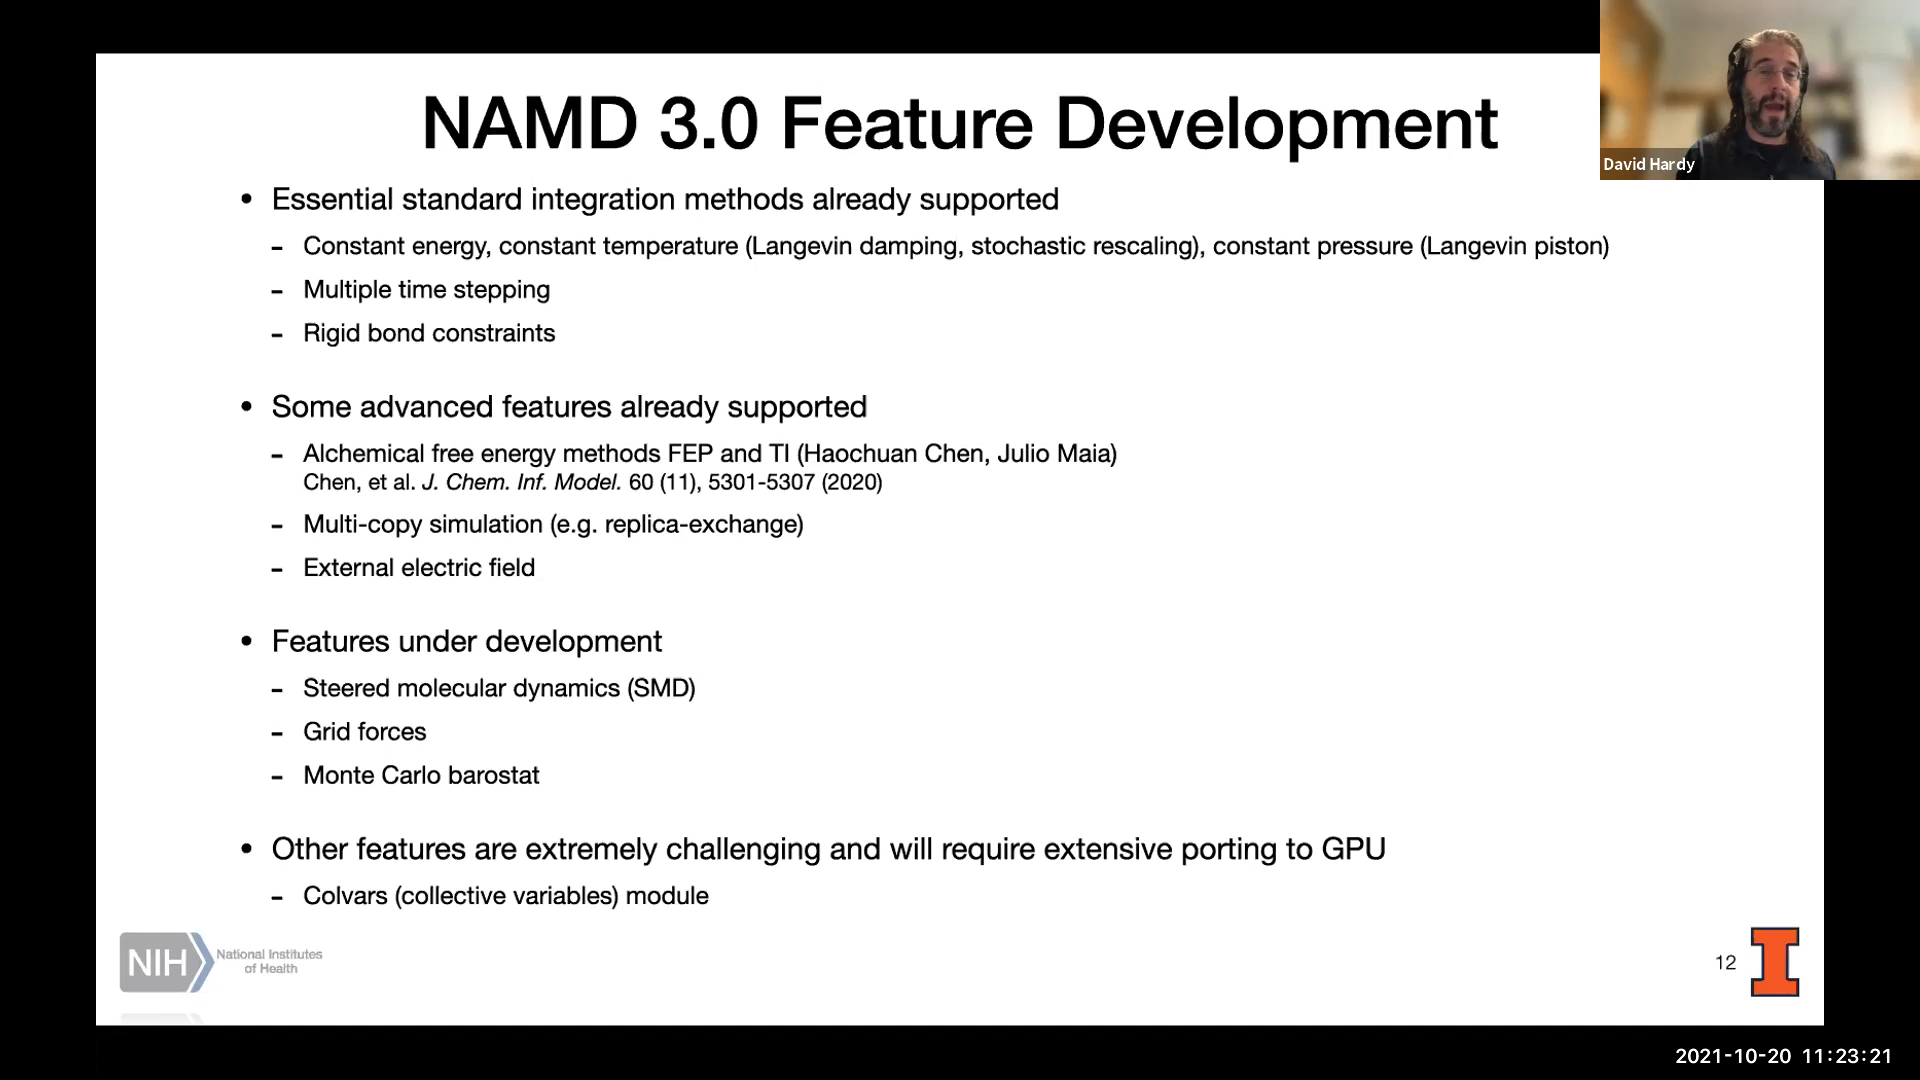 NAMD 3.0 Feature Development
David Hardy
• Essential standard integration methods already supported
- Constant energy, constant temperature (Langevin damping, stochastic rescaling), constant pressure (Langevin piston)
- Multiple time stepping
- Rigid bond constraints
• Some advanced features already supported
- Alchemical free energy methods FEP and TI (Haochuan Chen, Julio Maia)
Chen, et al. J. Chem. Inf. Model. 60 (11), 5301-5307 (2020)
- Multi-copy simulation (e.g. replica-exchange)
- External electric field
• Features under development
- Steered molecular dynamics (SMD)
- Grid forces
- Monte Carlo barostat
• Other features are extremely challenging and will require extensive porting to GPU
- Colvars (collective variables) module
NIH National Institutes
of Health
12
I
2021-10-20 11:23:21